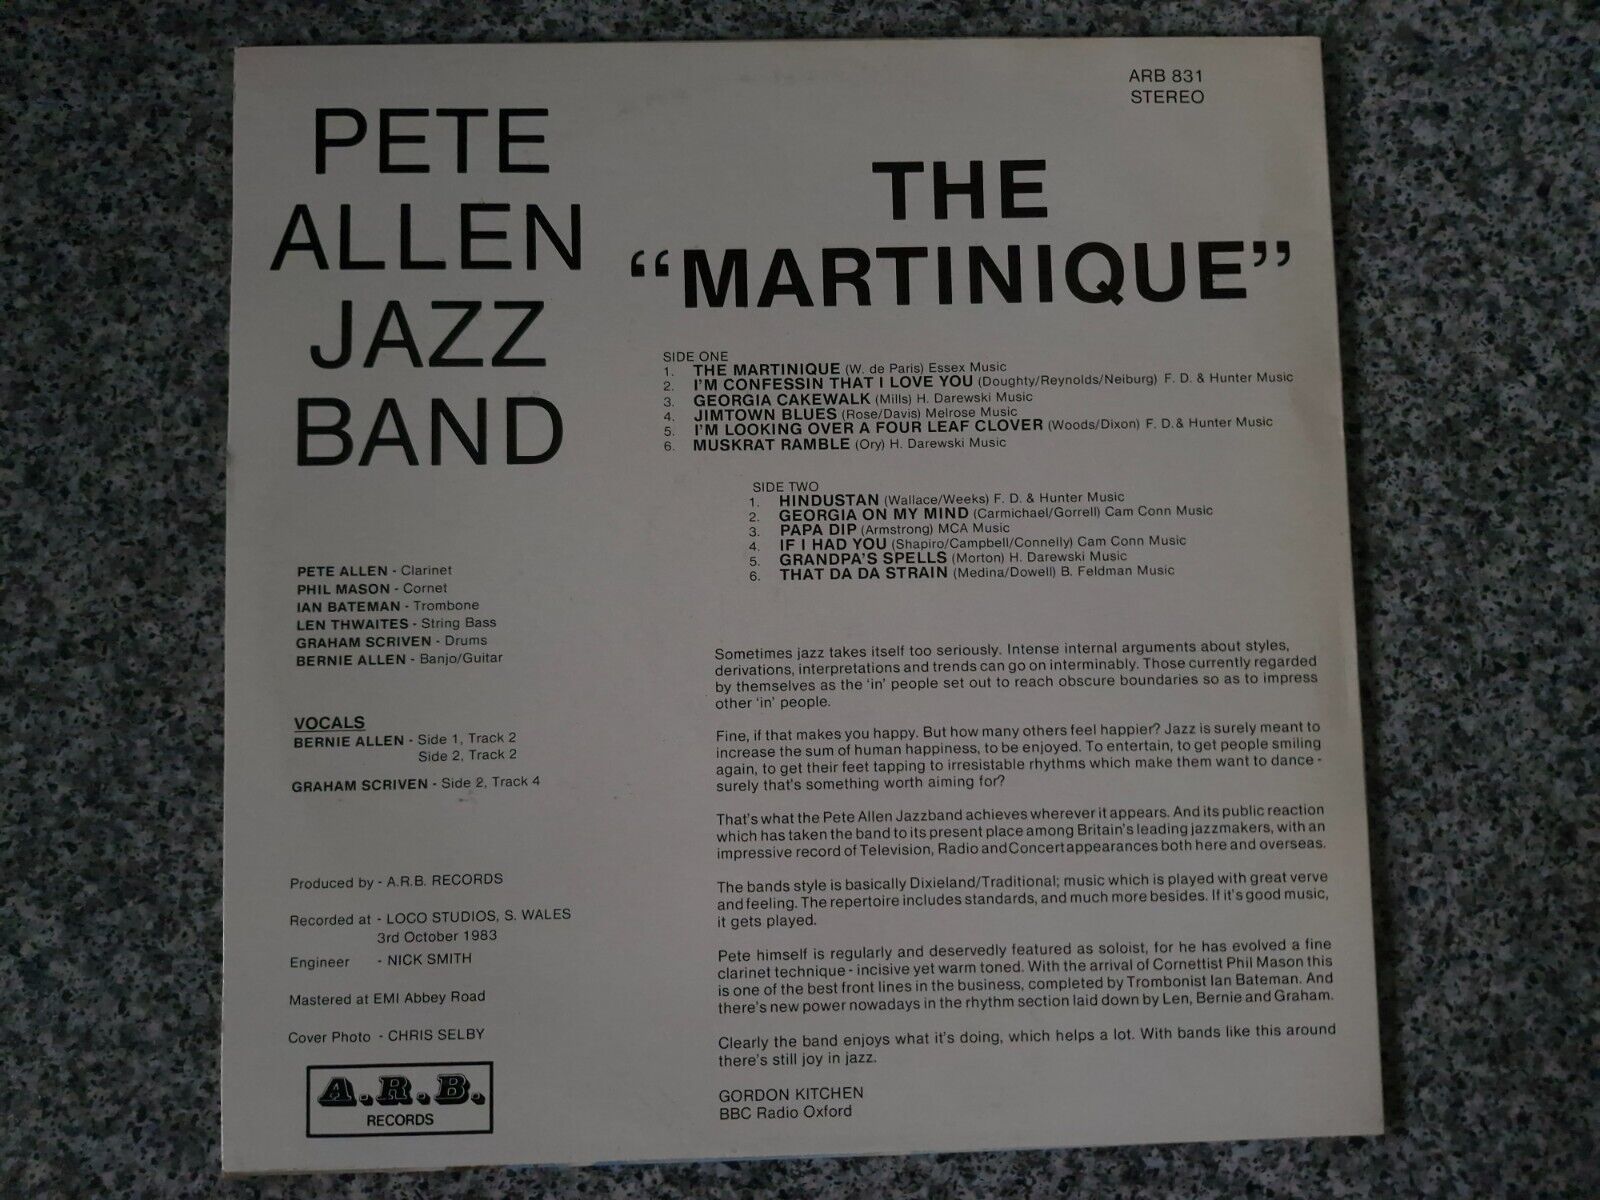 ARB 831
STEREO
PETE
ALLEN
JAZZ
BAND
THE
“MARTINIQUE”
SIDE ONE
1. THE MARTINIQUE (W. de Paris) Essex Music
2. I'M CONFESSIN THAT I LOVE YOU (Doughty/Reynolds/Neiburg) F. D. & Hunter Music
3. GEORGIA CAKEWALK (Mills) H. Darewski Music
4. JIMTOWN BLUES (Rose/Davis) Melrose Music
5. I'M LOOKING OVER A FOUR LEAF CLOVER (Woods/Dixon) F. D. & Hunter Music
6. MUSKRAT RAMBLE (Ory) H. Darewski Music
SIDE TWO
1. HINDUSTAN (Wallace/Weeks) F. D. & Hunter Music
2. GEORGIA ON MY MIND (Carmichael/Gorrell) Cam Conn Music
3. PAPA DIP (Armstrong) MCA Music
4. IF I HAD YOU (Shapiro/Campbell/Connelly) Cam Conn Music
5. GRANDPA'S SPELLS (Morton) H. Darewski Music
6. THAT DA DA STRAIN (Medina/Dowell) B. Feldman Music
PETE ALLEN - Clarinet
PHIL MASON - Cornet
IAN BATEMAN - Trombone
LEN THWAITES - String Bass
GRAHAM SCRIVEN - Drums
BERNIE ALLEN - Banjo/Guitar
VOCALS
BERNIE ALLEN - Side 1, Track 2
Side 2, Track 2
GRAHAM SCRIVEN - Side 2, Track 4
Produced by - A.R.B. RECORDS
Recorded at - LOCO STUDIOS, S. WALES
3rd October 1983
Engineer - NICK SMITH
Mastered at EMI Abbey Road
Cover Photo - CHRIS SELBY
A.R.B.
RECORDS
Sometimes jazz takes itself too seriously. Intense internal arguments about styles,
derivations, interpretations and trends can go on interminably. Those currently regarded
by themselves as the 'in' people set out to reach obscure boundaries so as to impress
other 'in' people.
Fine, if that makes you happy. But how many others feel happier? Jazz is surely meant to
increase the sum of human happiness, to be enjoyed. To entertain, to get people smiling
again, to get their feet tapping to irresistable rhythms which make them want to dance -
surely that's something worth aiming for?
That's what the Pete Allen Jazzband achieves wherever it appears. And its public reaction
which has taken the band to its present place among Britain's leading jazzmakers, with an
impressive record of Television, Radio and Concert appearances both here and overseas.
The bands style is basically Dixieland/Traditional; music which is played with great verve
and feeling. The repertoire includes standards, and much more besides. If it's good music,
it gets played.
Pete himself is regularly and deservedly featured as soloist, for he has evolved a fine
clarinet technique - incisive yet warm toned. With the arrival of Cornettist Phil Mason this
is one of the best front lines in the business, completed by Trombonist Ian Bateman. And
there's new power nowadays in the rhythm section laid down by Len, Bernie and Graham.
Clearly the band enjoys what it's doing, which helps a lot. With bands like this around
there's still joy in jazz.
GORDON KITCHEN
BBC Radio Oxford